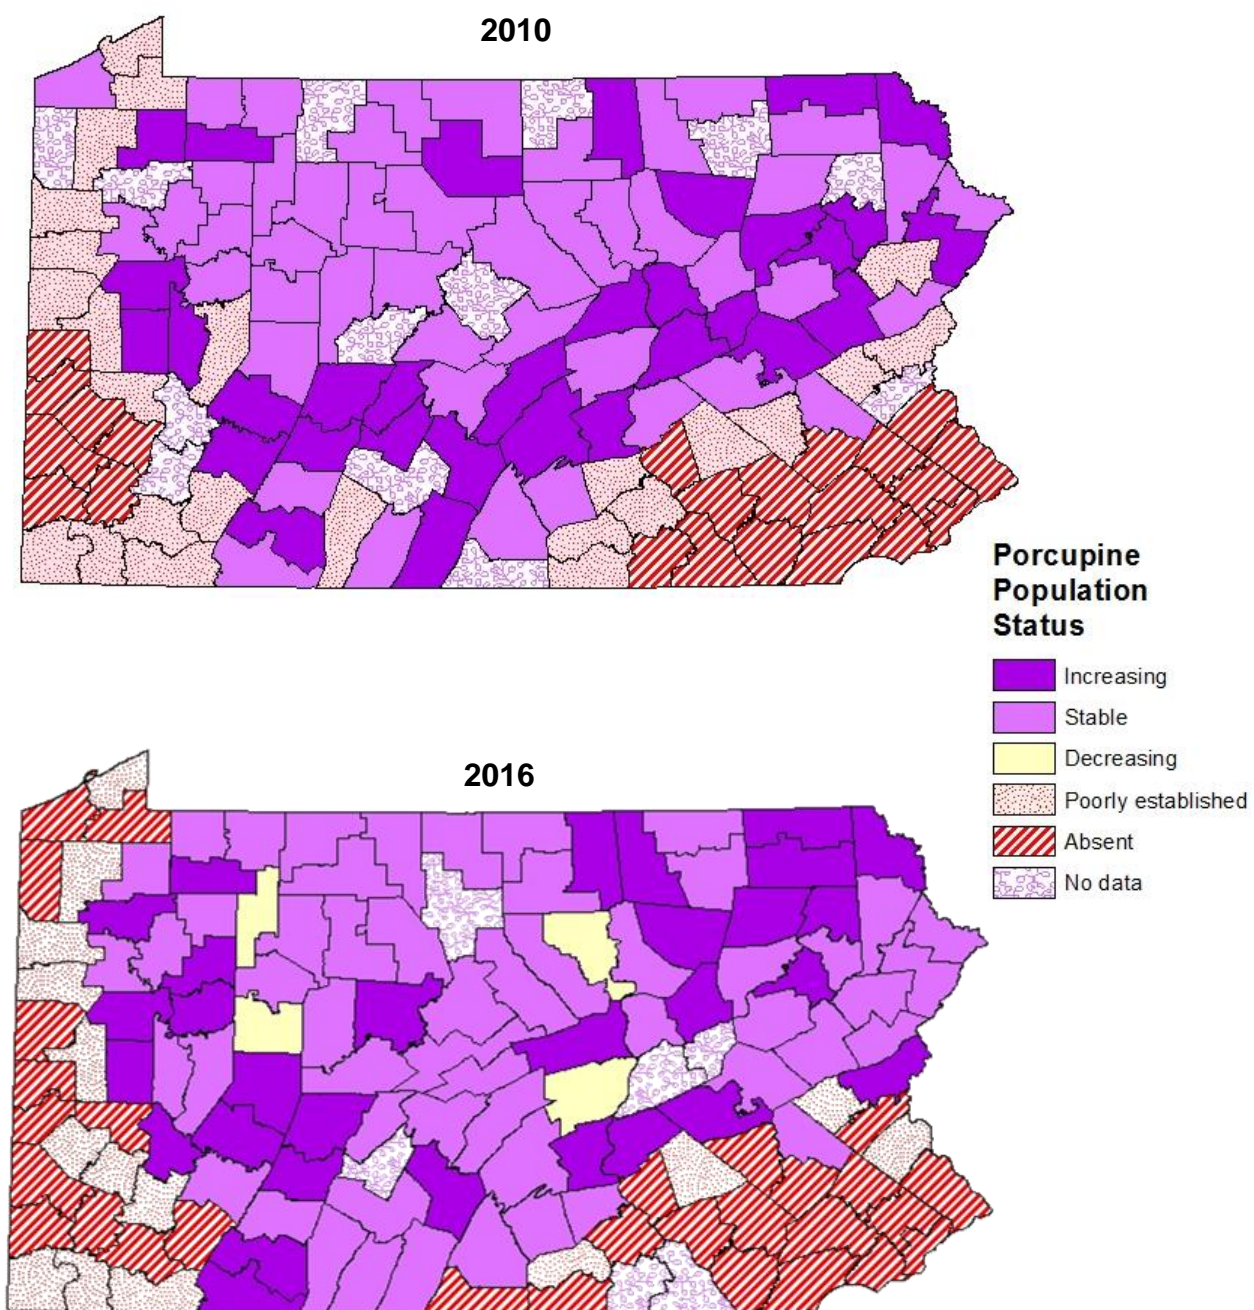 2010
Porcupine
Population
Status
Increasing
Stable
Decreasing
Poorly established
Absent
No data
2016